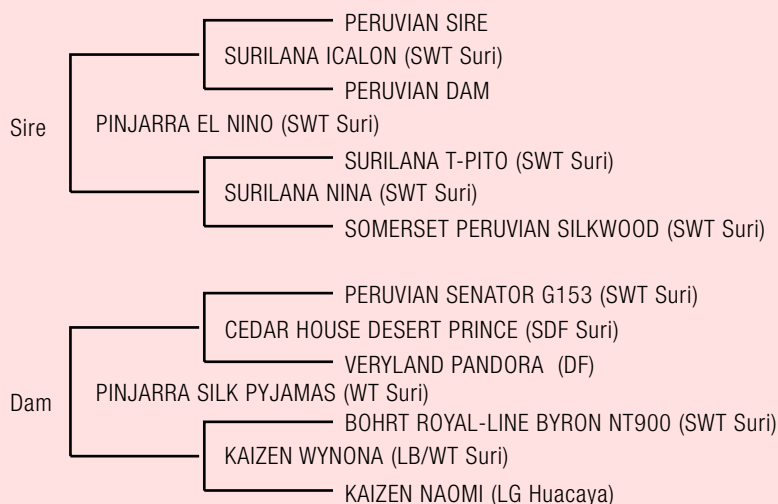 PERUVIAN SIRE
SURILANA ICALON (SWT Suri)
PERUVIAN DAM
Sire
PINJARRA EL NINO (SWT Suri)
SURILANA T-PITO (SWT Suri)
SURILANA NINA (SWT Suri)
SOMERSET PERUVIAN SILKWOOD (SWT Suri)
PERUVIAN SENATOR G153 (SWT Suri)
CEDAR HOUSE DESERT PRINCE (SDF Suri)
VERYLAND PANDORA (DF)
Dam
PINJARRA SILK PYJAMAS (WT Suri)
BOHRT ROYAL-LINE BYRON NT900 (SWT Suri)
KAIZEN WYNONA (LB/WT Suri)
KAIZEN NAOMI (LG Huacaya)